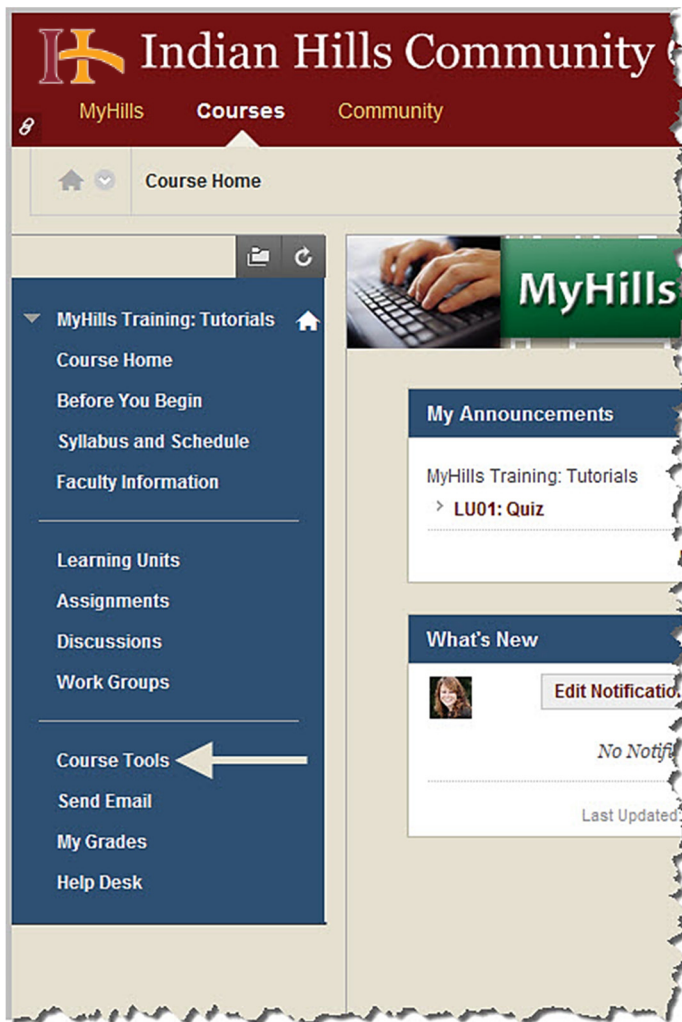 Indian Hills Community
MyHills Courses Community
Course Home
MyHills
MyHills Training: Tutorials
Course Home
Before You Begin
Syllabus and Schedule
Faculty Information
Learning Units
Assignments
Discussions
Work Groups
Course Tools
Send Email
My Grades
Help Desk
My Announcements
MyHills Training: Tutorials
LU01: Quiz
What's New
Edit
No
Last Updated